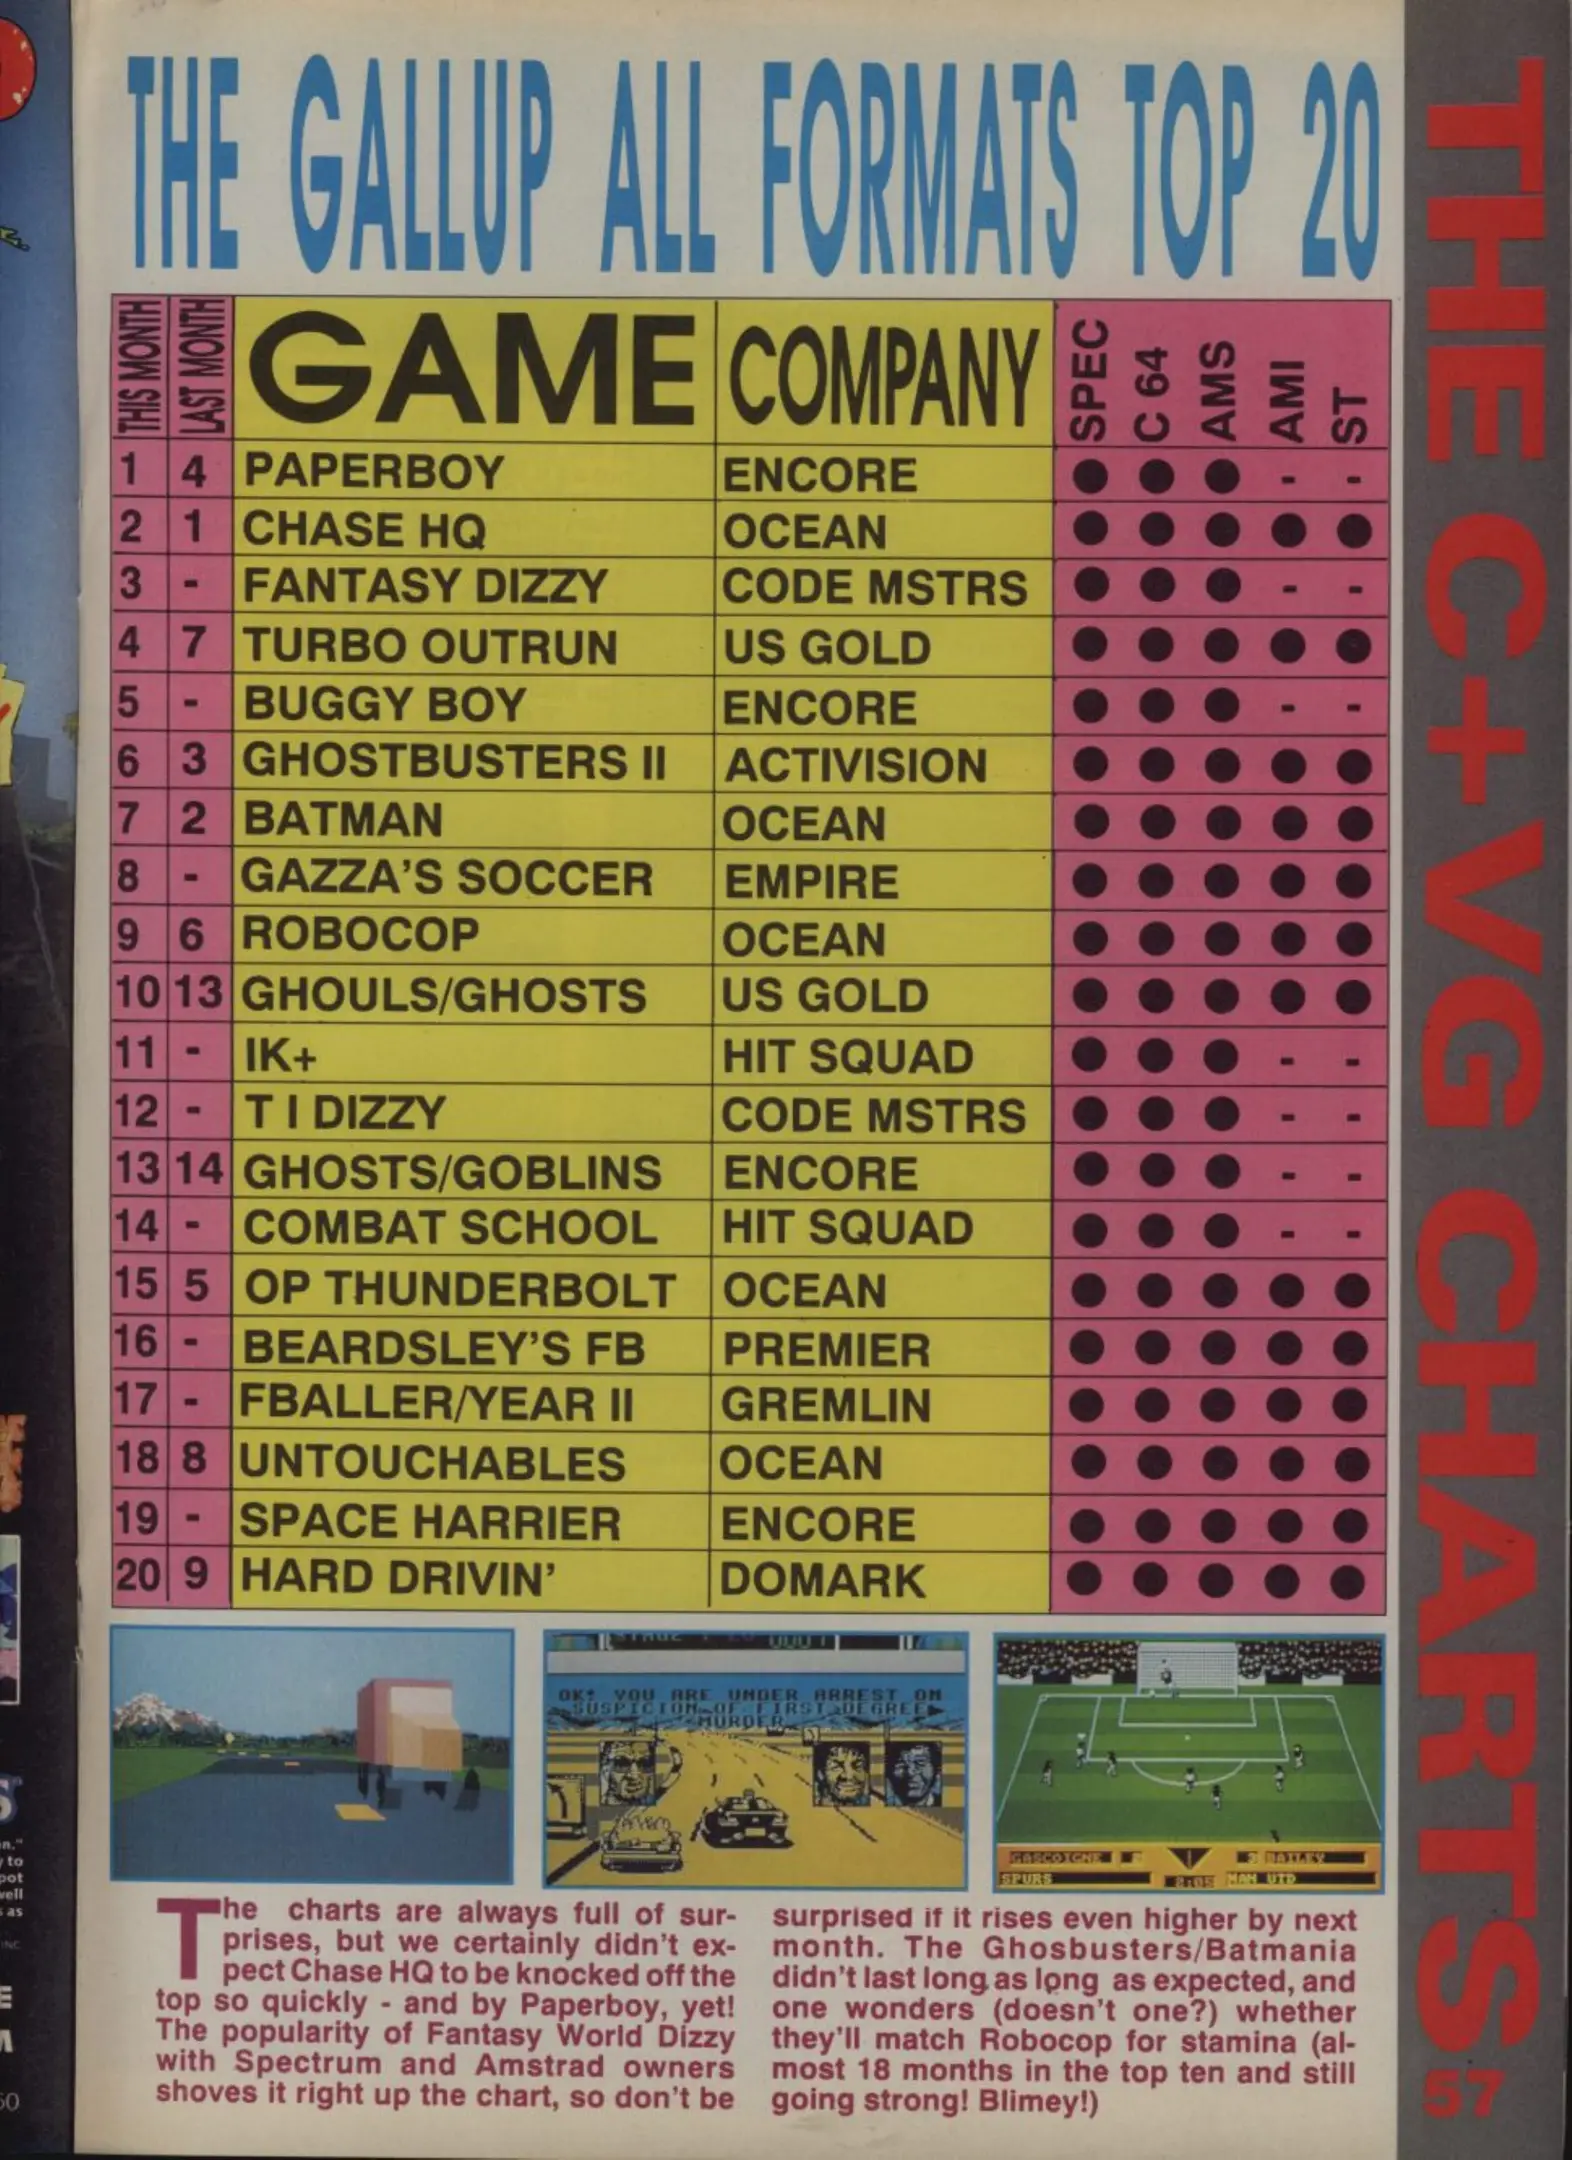 THE GALLUP ALL FORMATS TOP 20
THIS MONTH LAST MONTH GAME COMPANY SPEC C 64 AMS AMI ST
1 4 PAPERBOY ENCORE ● ● ● - -
2 1 CHASE HQ OCEAN ● ● ● ● ●
3 - FANTASY DIZZY CODE MSTRS ● ● ● - -
4 7 TURBO OUTRUN US GOLD ● ● ● ● ●
5 - BUGGY BOY ENCORE ● ● ● - -
6 3 GHOSTBUSTERS II ACTIVISION ● ● ● ● ●
7 2 BATMAN OCEAN ● ● ● ● ●
8 - GAZZA'S SOCCER EMPIRE ● ● ● ● ●
9 6 ROBOCOP OCEAN ● ● ● ● ●
10 13 GHOULS/GHOSTS US GOLD ● ● ● ● ●
11 - IK+ HIT SQUAD ● ● ● - -
12 - T I DIZZY CODE MSTRS ● ● ● - -
13 14 GHOSTS/GOBLINS ENCORE ● ● ● - -
14 - COMBAT SCHOOL HIT SQUAD ● ● ● - -
15 5 OP THUNDERBOLT OCEAN ● ● ● ● ●
16 - BEARDSLEY'S FB PREMIER ● ● ● ● ●
17 - FBALLER/YEAR II GREMLIN ● ● ● ● ●
18 8 UNTOUCHABLES OCEAN ● ● ● ● ●
19 - SPACE HARRIER ENCORE ● ● ● ● ●
20 9 HARD DRIVIN' DOMARK ● ● ● ● ●
OK! YOU ARE UNDER ARREST ON
SUSPICION OF FIRST DEGREE
MURDER
GASCOIGNE 2 3 BAILEY
SPURS 2:05 MAN UTD
The charts are always full of sur-
prises, but we certainly didn't ex-
pect Chase HQ to be knocked off the
top so quickly - and by Paperboy, yet!
The popularity of Fantasy World Dizzy
with Spectrum and Amstrad owners
shoves it right up the chart, so don't be
surprised if it rises even higher by next
month. The Ghosbusters/Batmania
didn't last long as long as expected, and
one wonders (doesn't one?) whether
they'll match Robocop for stamina (al-
most 18 months in the top ten and still
going strong! Blimey!)
THE C+VG CHARTS
57